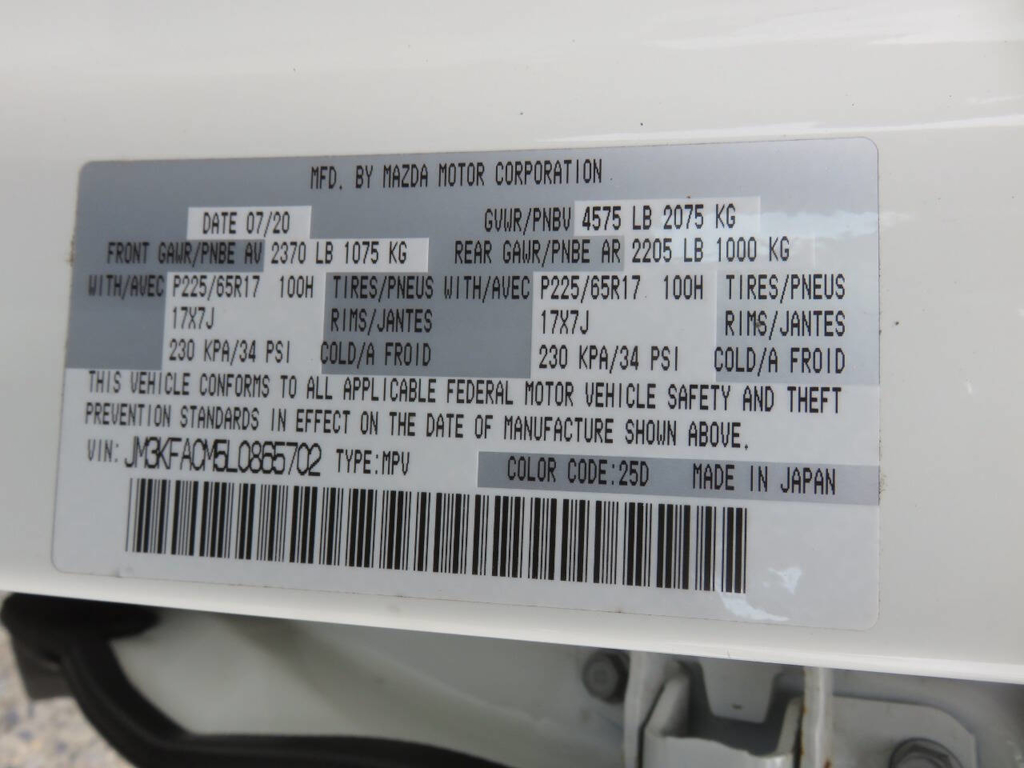 MFD. BY MAZDA MOTOR CORPORATION
DATE 07/20 GVWR/PNBV 4575 LB 2075 KG
FRONT GAWR/PNBE AV 2370 LB 1075 KG REAR GAWR/PNBE AR 2205 LB 1000 KG
WITH/AVEC P225/65R17 100H TIRES/PNEUS WITH/AVEC P225/65R17 100H TIRES/PNEUS
17X7J RIMS/JANTES 17X7J RIMS/JANTES
230 KPA/34 PSI COLD/A FROID 230 KPA/34 PSI COLD/A FROID
THIS VEHICLE CONFORMS TO ALL APPLICABLE FEDERAL MOTOR VEHICLE SAFETY AND THEFT
PREVENTION STANDARDS IN EFFECT ON THE DATE OF MANUFACTURE SHOWN ABOVE.
VIN: JM3KFACM5L0865702 TYPE:MPV COLOR CODE:25D MADE IN JAPAN